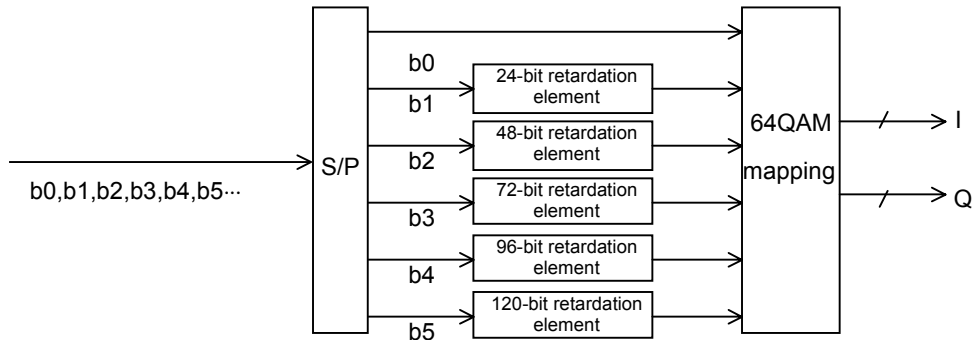 b0,b1,b2,b3,b4,b5···
S/P
b0
b1
24-bit retardation
element
b2
48-bit retardation
element
b3
72-bit retardation
element
b4
96-bit retardation
element
b5
120-bit retardation
element
64QAM
mapping
I
Q